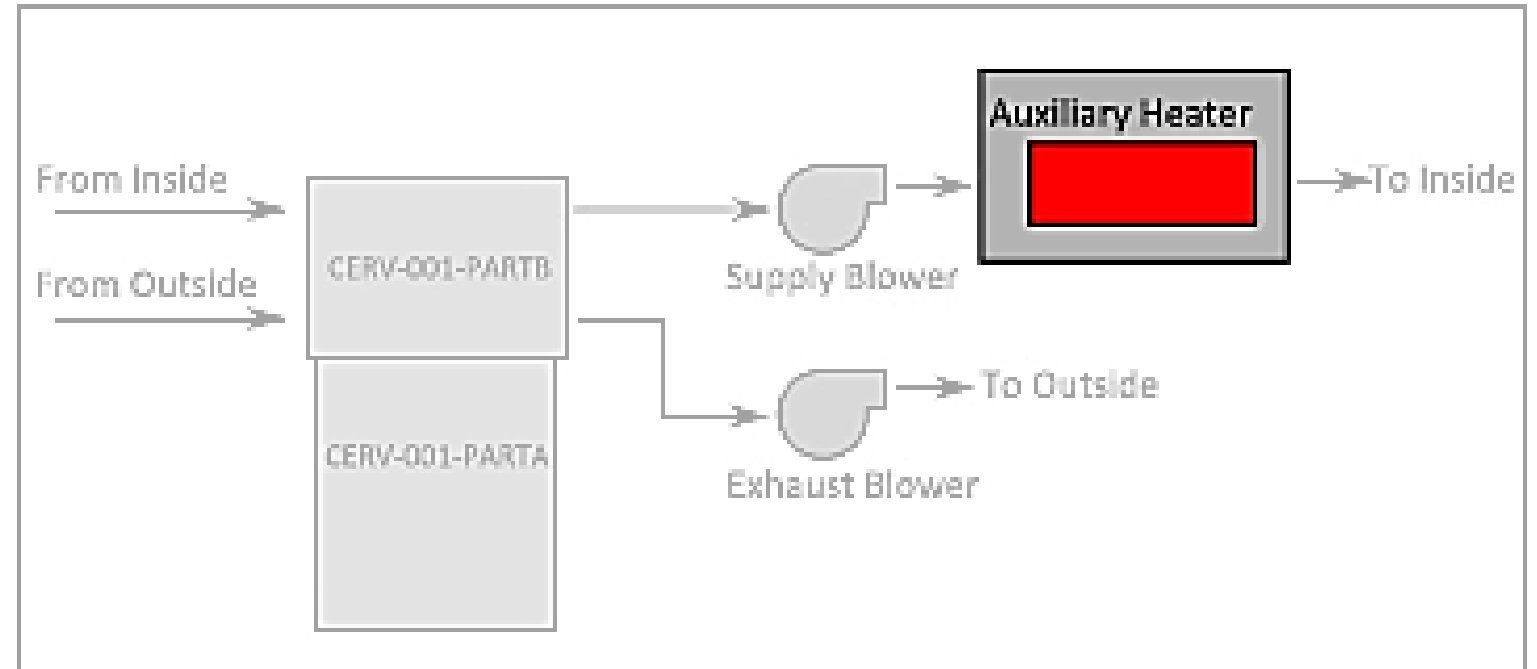 Auxiliary Heater
From Inside
To Inside
CERV-001-PARTB
From Outside
Supply Blower
To Outside
CERV-001-PARTA
Exhaust Blower